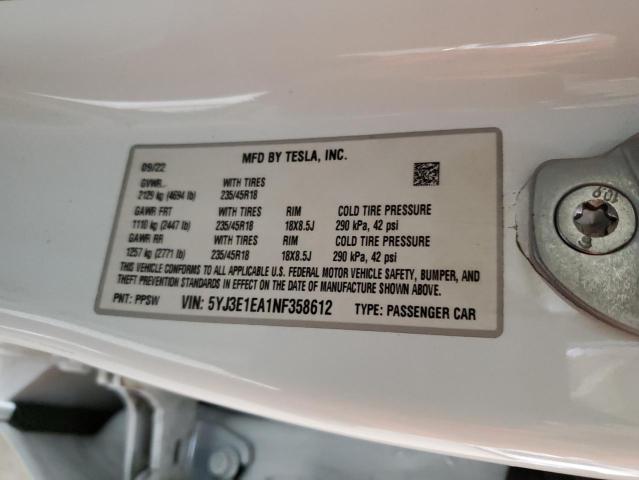 MFD BY TESLA, INC.
09/22
GVWR.. WITH TIRES
2129 kg (4694 lb) 235/45R18
GAWR FRT WITH TIRES RIM COLD TIRE PRESSURE
1110 kg (2447 lb) 235/45R18 18X8.5J 290 kPa, 42 psi
GAWR RR WITH TIRES RIM COLD TIRE PRESSURE
1257 kg (2771 lb) 235/45R18 18X8.5J 290 kPa, 42 psi
THIS VEHICLE CONFORMS TO ALL APPLICABLE U.S. FEDERAL MOTOR VEHICLE SAFETY, BUMPER, AND
THEFT PREVENTION STANDARDS IN EFFECT ON THE DATE OF MANUFACTURE SHOWN ABOVE.
PNT: PPSW VIN: 5YJ3E1EA1NF358612 TYPE: PASSENGER CAR
10.9